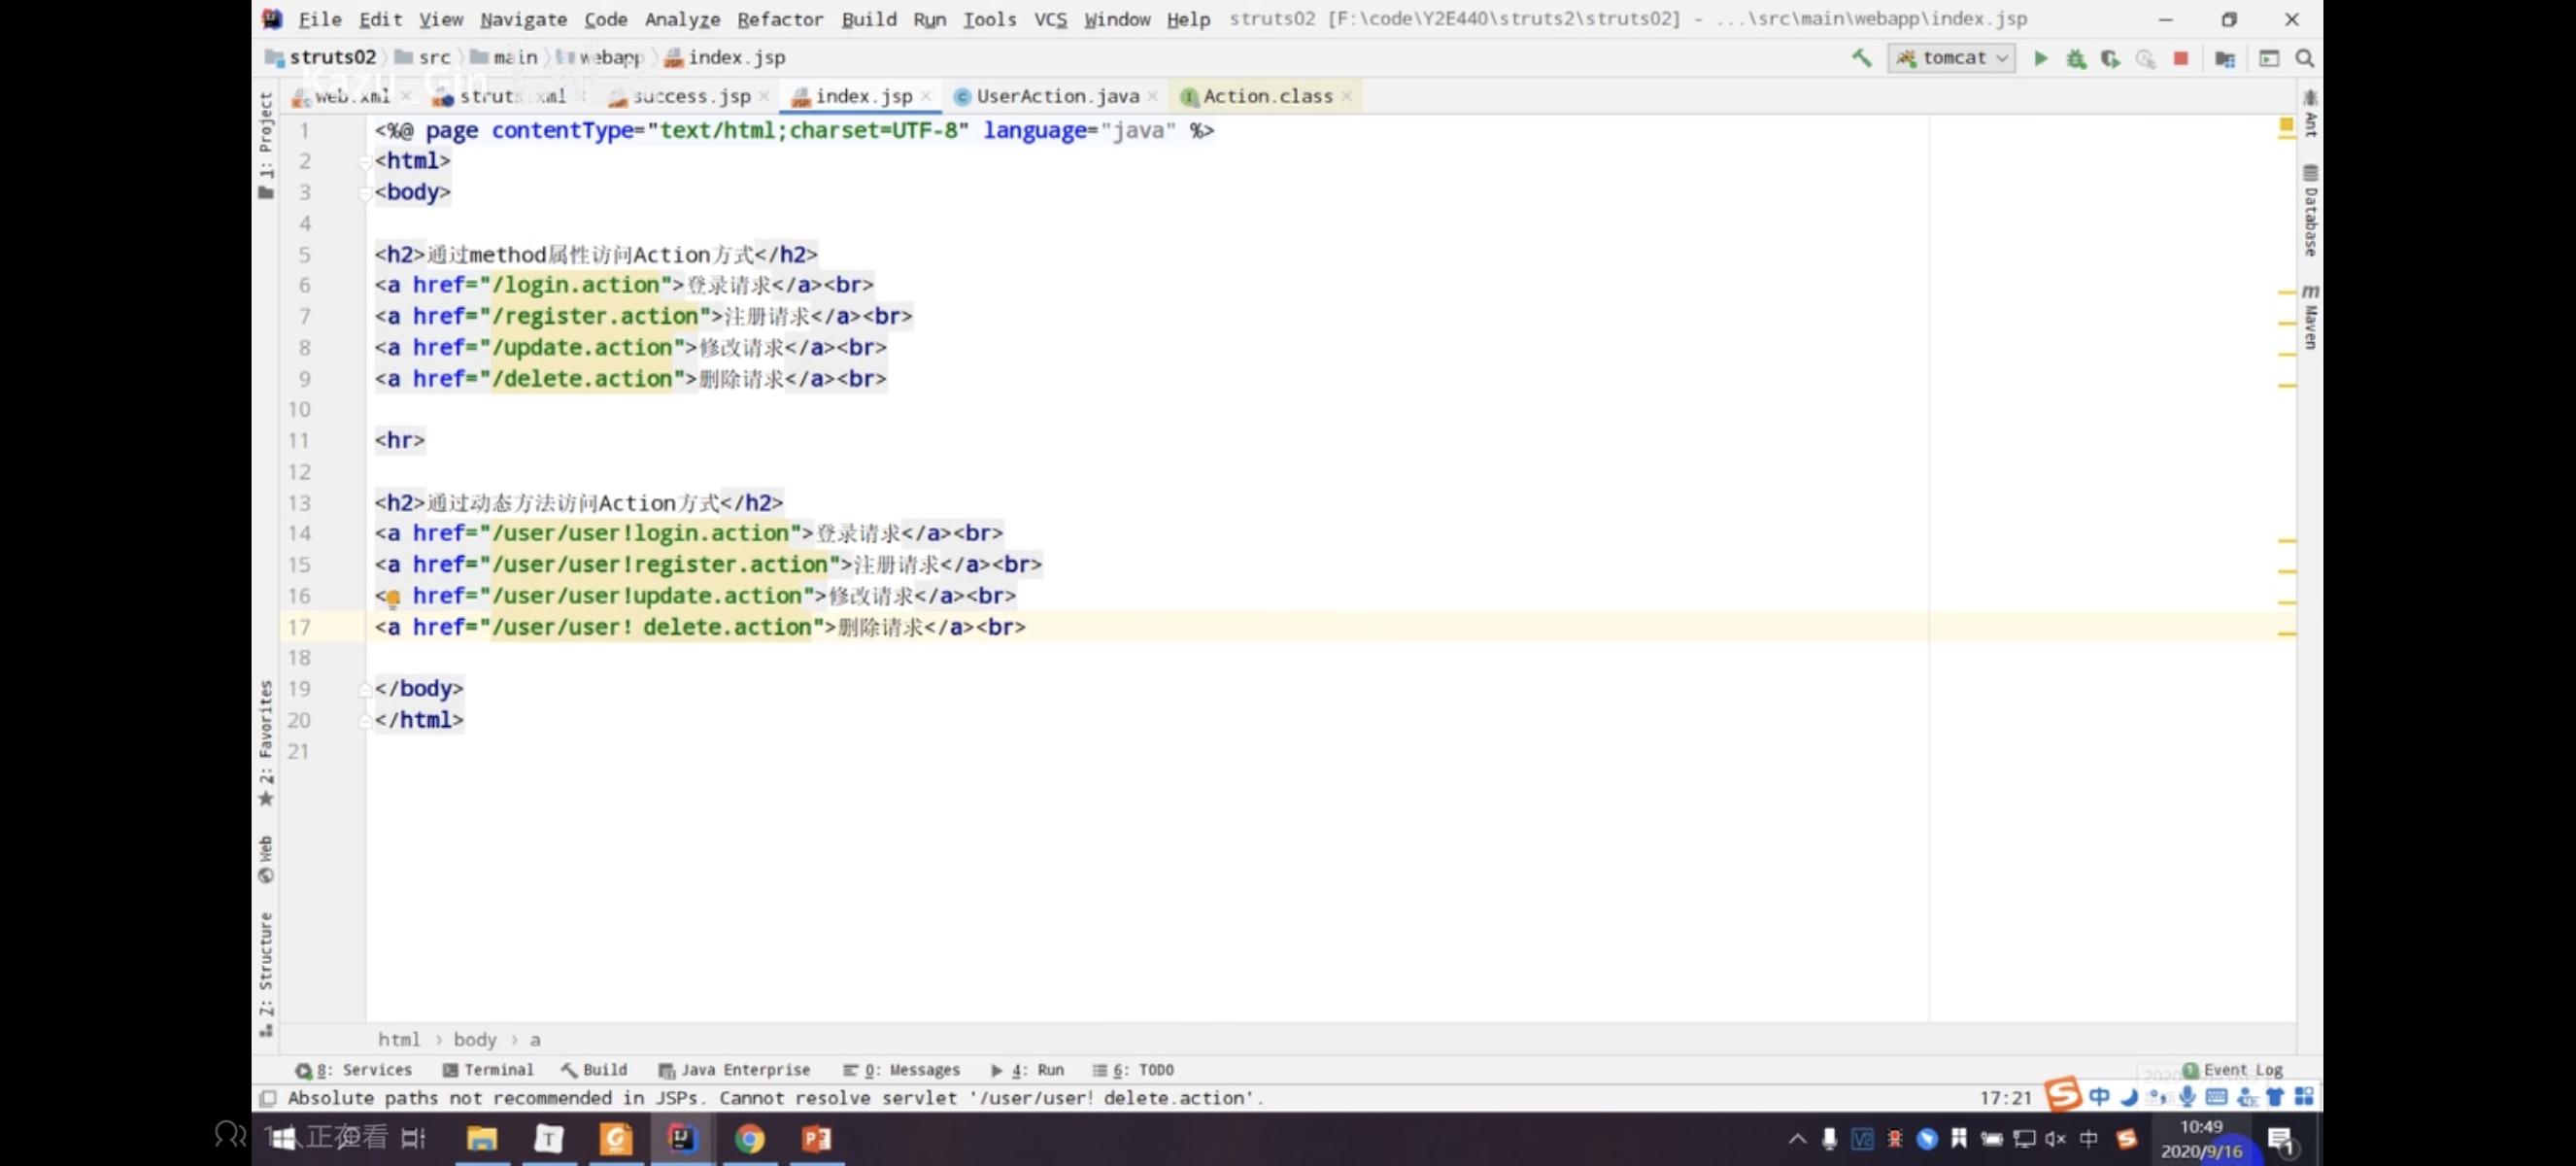 File Edit View Navigate Code Analyze Refactor Build Run Tools VCS Window Help struts02 [F:\code\Y2E440\struts2\struts02] - ...\src\main\webapp\index.jsp
struts02 src main webapp index.jsp tomcat
Kazu_Gin
web.xml struts.xml success.jsp index.jsp UserAction.java Action.class
1 <%@ page contentType="text/html;charset=UTF-8" language="java" %>
2 <html>
3 <body>
4
5 <h2>通过method属性访问Action方式</h2>
6 <a href="/login.action">登录请求</a><br>
7 <a href="/register.action">注册请求</a><br>
8 <a href="/update.action">修改请求</a><br>
9 <a href="/delete.action">删除请求</a><br>
10
11 <hr>
12
13 <h2>通过动态方法访问Action方式</h2>
14 <a href="/user/user!login.action">登录请求</a><br>
15 <a href="/user/user!register.action">注册请求</a><br>
16 < href="/user/user!update.action">修改请求</a><br>
17 <a href="/user/user! delete.action">删除请求</a><br>
18
19 </body>
20 </html>
21
1: Project
2: Favorites
Web
Z: Structure
Ant
Database
Maven
html › body › a
8: Services Terminal Build Java Enterprise 0: Messages 4: Run 6: TODO Event Log
Absolute paths not recommended in JSPs. Cannot resolve servlet '/user/user! delete.action'. 17:21 中
1人正在看
中 10:49
2020/9/16